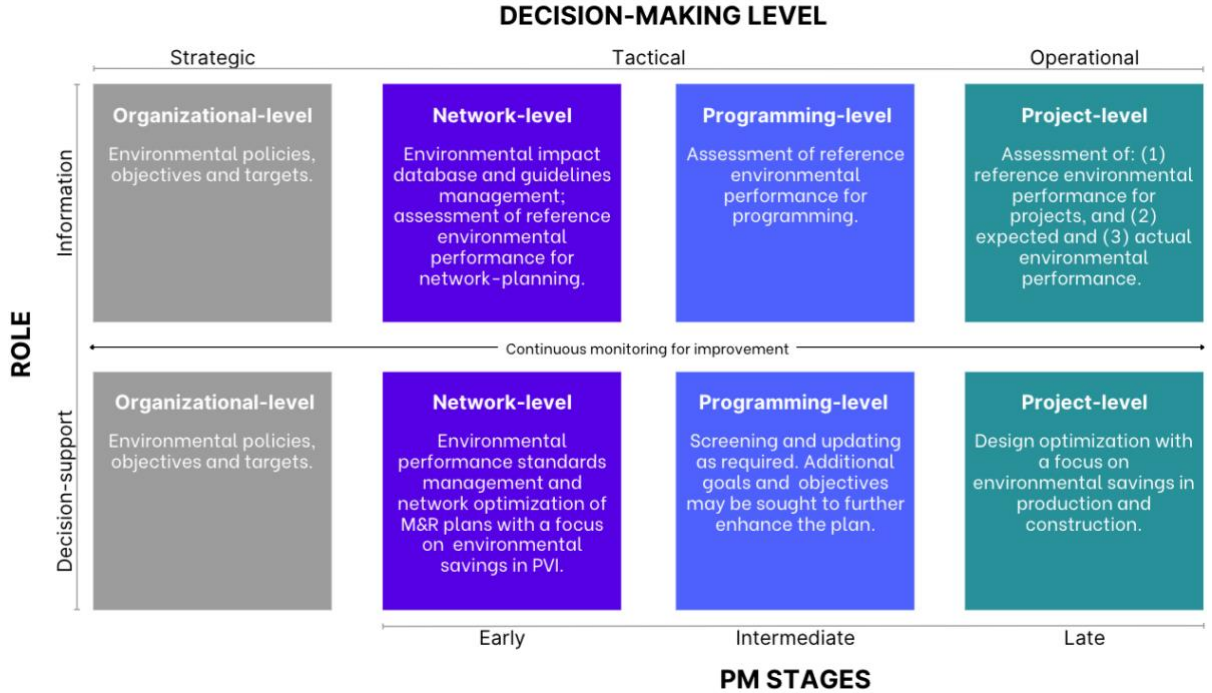 DECISION-MAKING LEVEL
Strategic
Tactical
Operational
ROLE
Information
Organizational-level
Environmental policies,
objectives and targets.
Network-level
Environmental impact
database and guidelines
management;
assessment of reference
environmental
performance for
network-planning.
Programming-level
Assessment of reference
environmental
performance for
programming.
Project-level
Assessment of: (1)
reference environmental
performance for
projects, and (2)
expected and (3) actual
environmental
performance.
Continuous monitoring for improvement
Decision-support
Organizational-level
Environmental policies,
objectives and targets.
Network-level
Environmental
performance standards
management and
network optimization of
M&R plans with a focus
on environmental
savings in PVI.
Programming-level
Screening and updating
as required. Additional
goals and objectives
may be sought to further
enhance the plan.
Project-level
Design optimization with
a focus on
environmental savings in
production and
construction.
Early
Intermediate
Late
PM STAGES